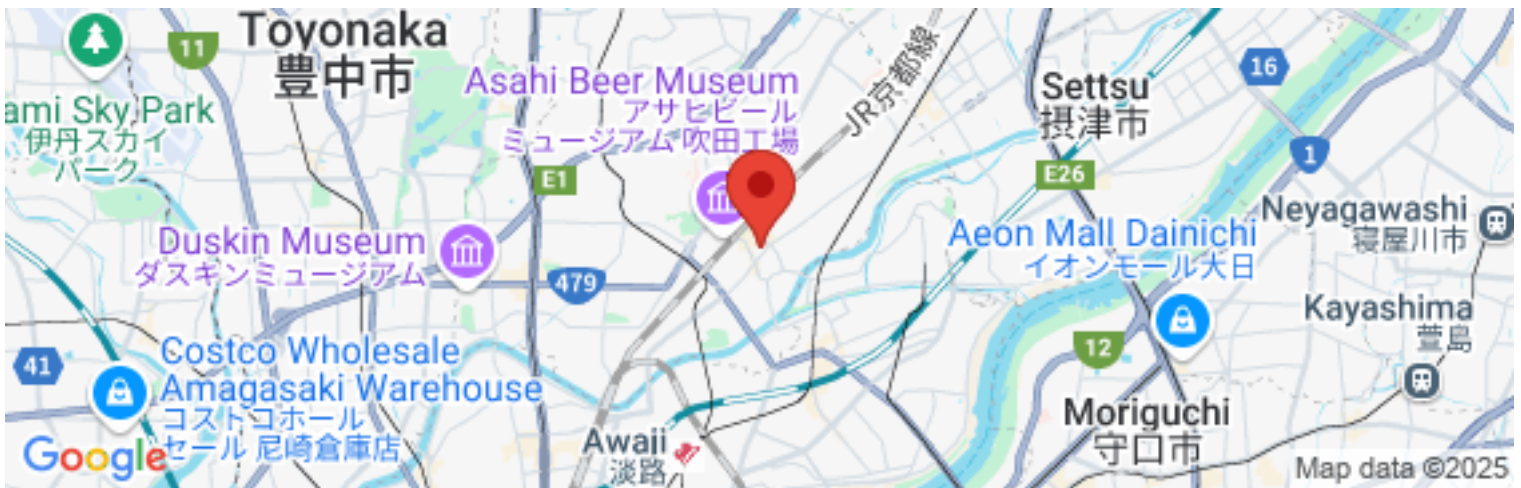 Toyonaka
豊中市
11
Asahi Beer Museum
アサヒビール
ミュージアム 吹田工場
ami Sky Park
伊丹スカイ
パーク
JR京都線
Settsu
摂津市
16
1
E1
E26
Duskin Museum
ダスキンミュージアム
479
Aeon Mall Dainichi
イオンモール大日
Neyagawashi
寝屋川市
Kayashima
萱島
12
41
Costco Wholesale
Amagasaki Warehouse
コストコホール
セール 尼崎倉庫店
Awaji
淡路
Moriguchi
守口市
Google
Map data ©2025